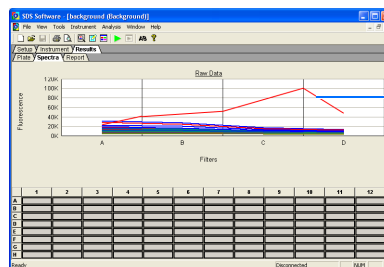 SDS Software - [background (Background)]
File View Tools Instrument Analysis Window Help
Setup Instrument Results
Plate Spectra Report
Raw Data
Fluorescence
120K
100K
80K
60K
40K
20K
0K
A B C D
Filters
1 2 3 4 5 6 7 8 9 10 11 12
A
B
C
D
E
F
G
H
Ready Disconnected NUM